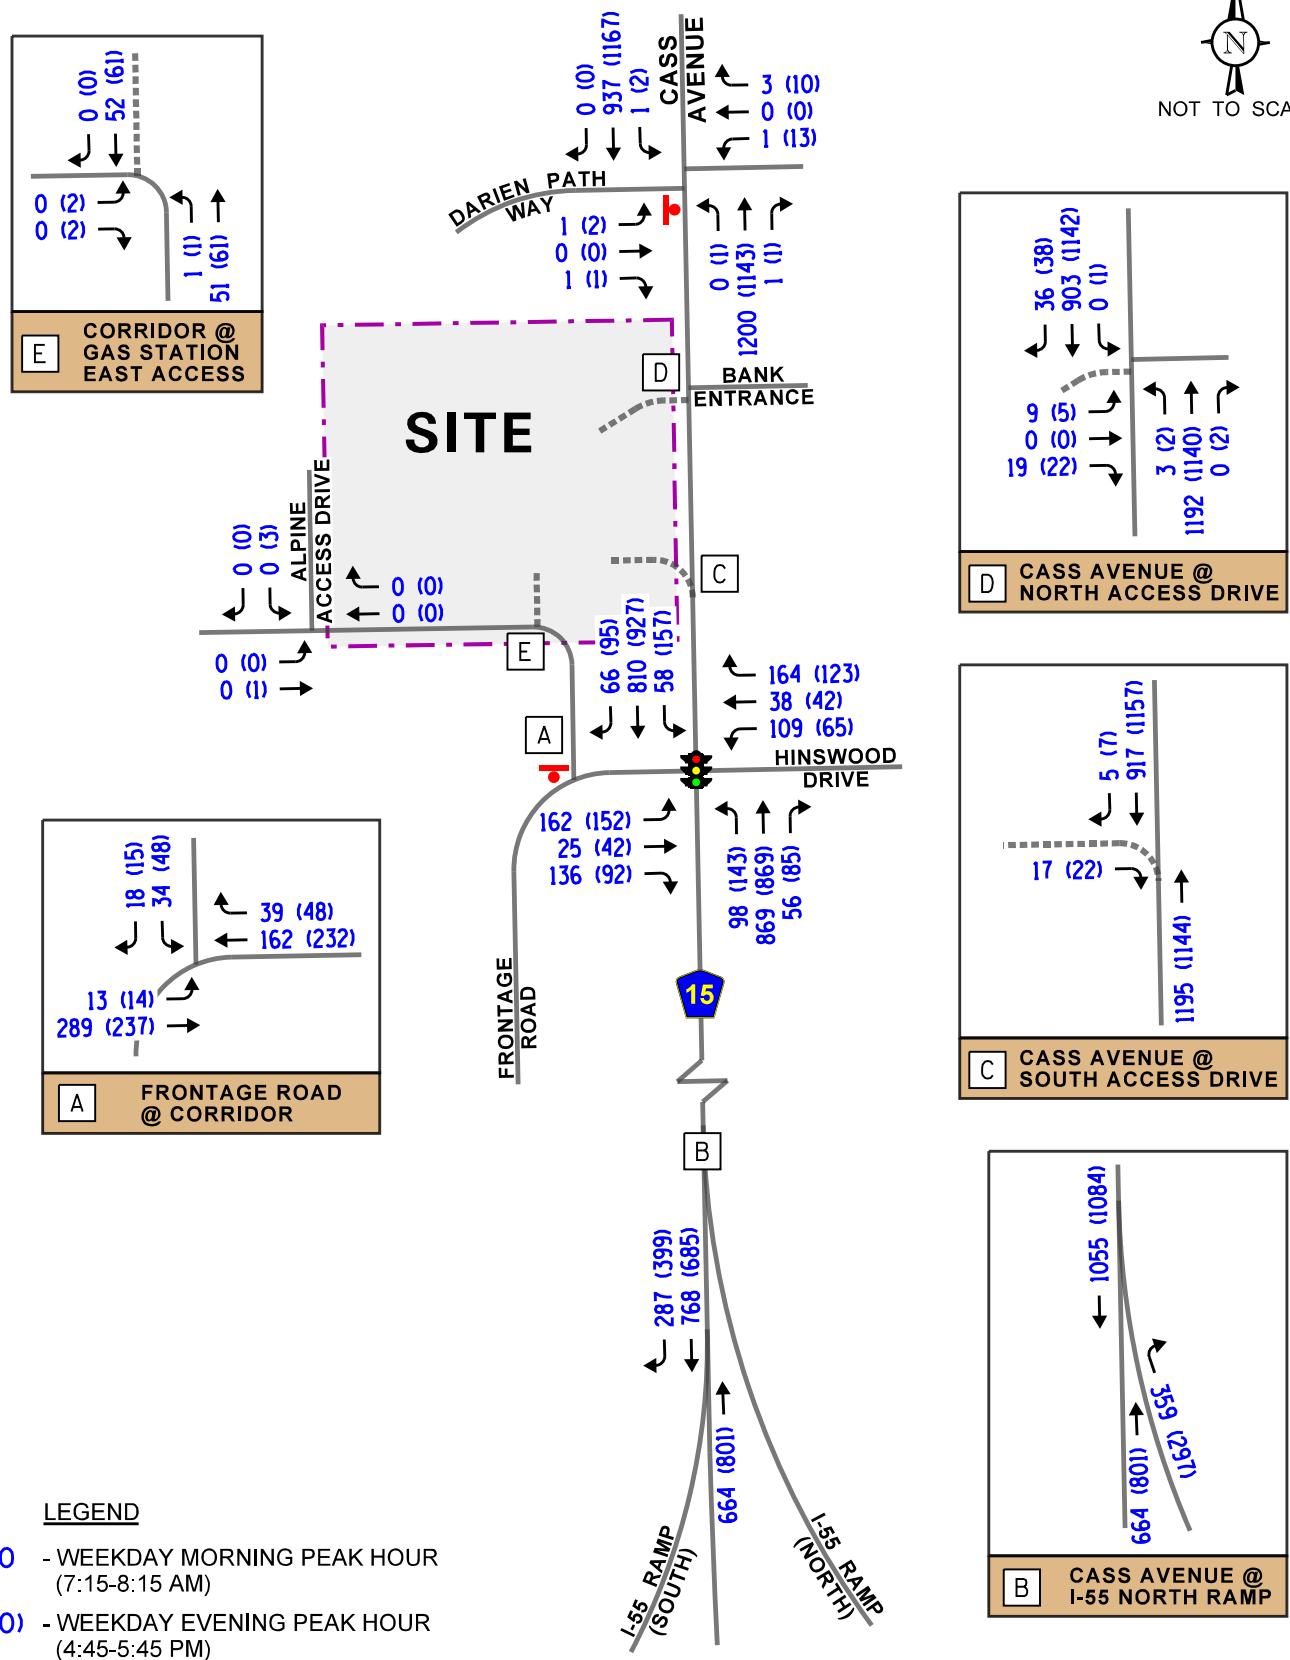 0 (0)
52 (61)
0 (2)
0 (2)
1 (1)
51 (61)
E
CORRIDOR @
GAS STATION
EAST ACCESS
0 (0)
937 (1167)
1 (2)
CASS
AVENUE
3 (10)
0 (0)
1 (13)
N
NOT TO SCA
DARIEN PATH
WAY
1 (2)
0 (0)
1 (1)
0 (1)
1200 (1143)
1 (1)
36 (38)
903 (1142)
0 (1)
9 (5)
0 (0)
19 (22)
3 (2)
1192 (1140)
0 (2)
D
CASS AVENUE @
NORTH ACCESS DRIVE
D
BANK
ENTRANCE
SITE
ALPINE
ACCESS DRIVE
0 (0)
0 (3)
0 (0)
0 (0)
0 (0)
0 (1)
C
E
66 (95)
810 (927)
58 (157)
164 (123)
38 (42)
109 (65)
A
HINSWOOD
DRIVE
162 (152)
25 (42)
136 (92)
98 (143)
869 (869)
56 (85)
5 (7)
917 (1157)
17 (22)
1195 (1144)
C
CASS AVENUE @
SOUTH ACCESS DRIVE
18 (15)
34 (48)
39 (48)
162 (232)
13 (14)
289 (237)
A
FRONTAGE ROAD
@ CORRIDOR
FRONTAGE
ROAD
15
B
287 (399)
768 (685)
664 (801)
I-55 RAMP
(SOUTH)
I-55 RAMP
(NORTH)
1055 (1084)
359 (297)
664 (801)
B
CASS AVENUE @
I-55 NORTH RAMP
LEGEND
0 - WEEKDAY MORNING PEAK HOUR
(7:15-8:15 AM)
0) - WEEKDAY EVENING PEAK HOUR
(4:45-5:45 PM)